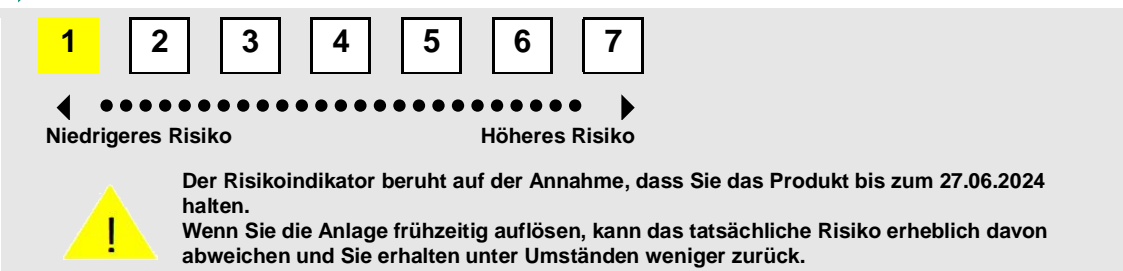 1 2 3 4 5 6 7
Niedrigeres Risiko Höheres Risiko
Der Risikoindikator beruht auf der Annahme, dass Sie das Produkt bis zum 27.06.2024
halten.
Wenn Sie die Anlage frühzeitig auflösen, kann das tatsächliche Risiko erheblich davon
abweichen und Sie erhalten unter Umständen weniger zurück.
!